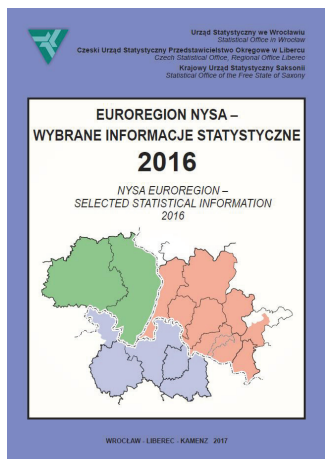 Urząd Statystyczny we Wrocławiu
Statistical Office in Wrocław
Czeski Urząd Statystyczny Przedstawicielstwo Okręgowe w Libercu
Czech Statistical Office, Regional Office Liberec
Krajowy Urząd Statystyczny Saksonii
Statistical Office of the Free State of Saxony
EUROREGION NYSA –
WYBRANE INFORMACJE STATYSTYCZNE
2016
NYSA EUROREGION –
SELECTED STATISTICAL INFORMATION
2016
WROCŁAW - LIBEREC - KAMENZ 2017